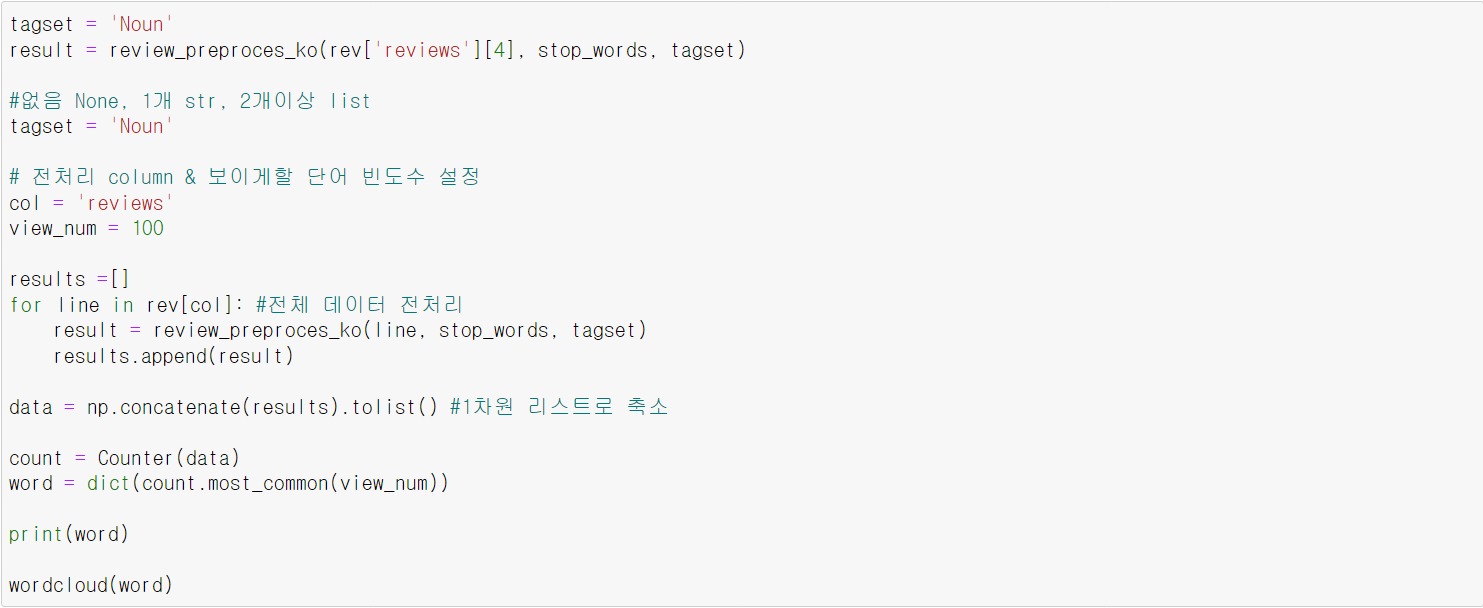 tagset = 'Noun'
result = review_preproces_ko(rev['reviews'][4], stop_words, tagset)
#없음 None, 1개 str, 2개이상 list
tagset = 'Noun'
# 전처리 column & 보이게할 단어 빈도수 설정
col = 'reviews'
view_num = 100
results =[]
for line in rev[col]: #전체 데이터 전처리
    result = review_preproces_ko(line, stop_words, tagset)
    results.append(result)
data = np.concatenate(results).tolist() #1차원 리스트로 축소
count = Counter(data)
word = dict(count.most_common(view_num))
print(word)
wordcloud(word)